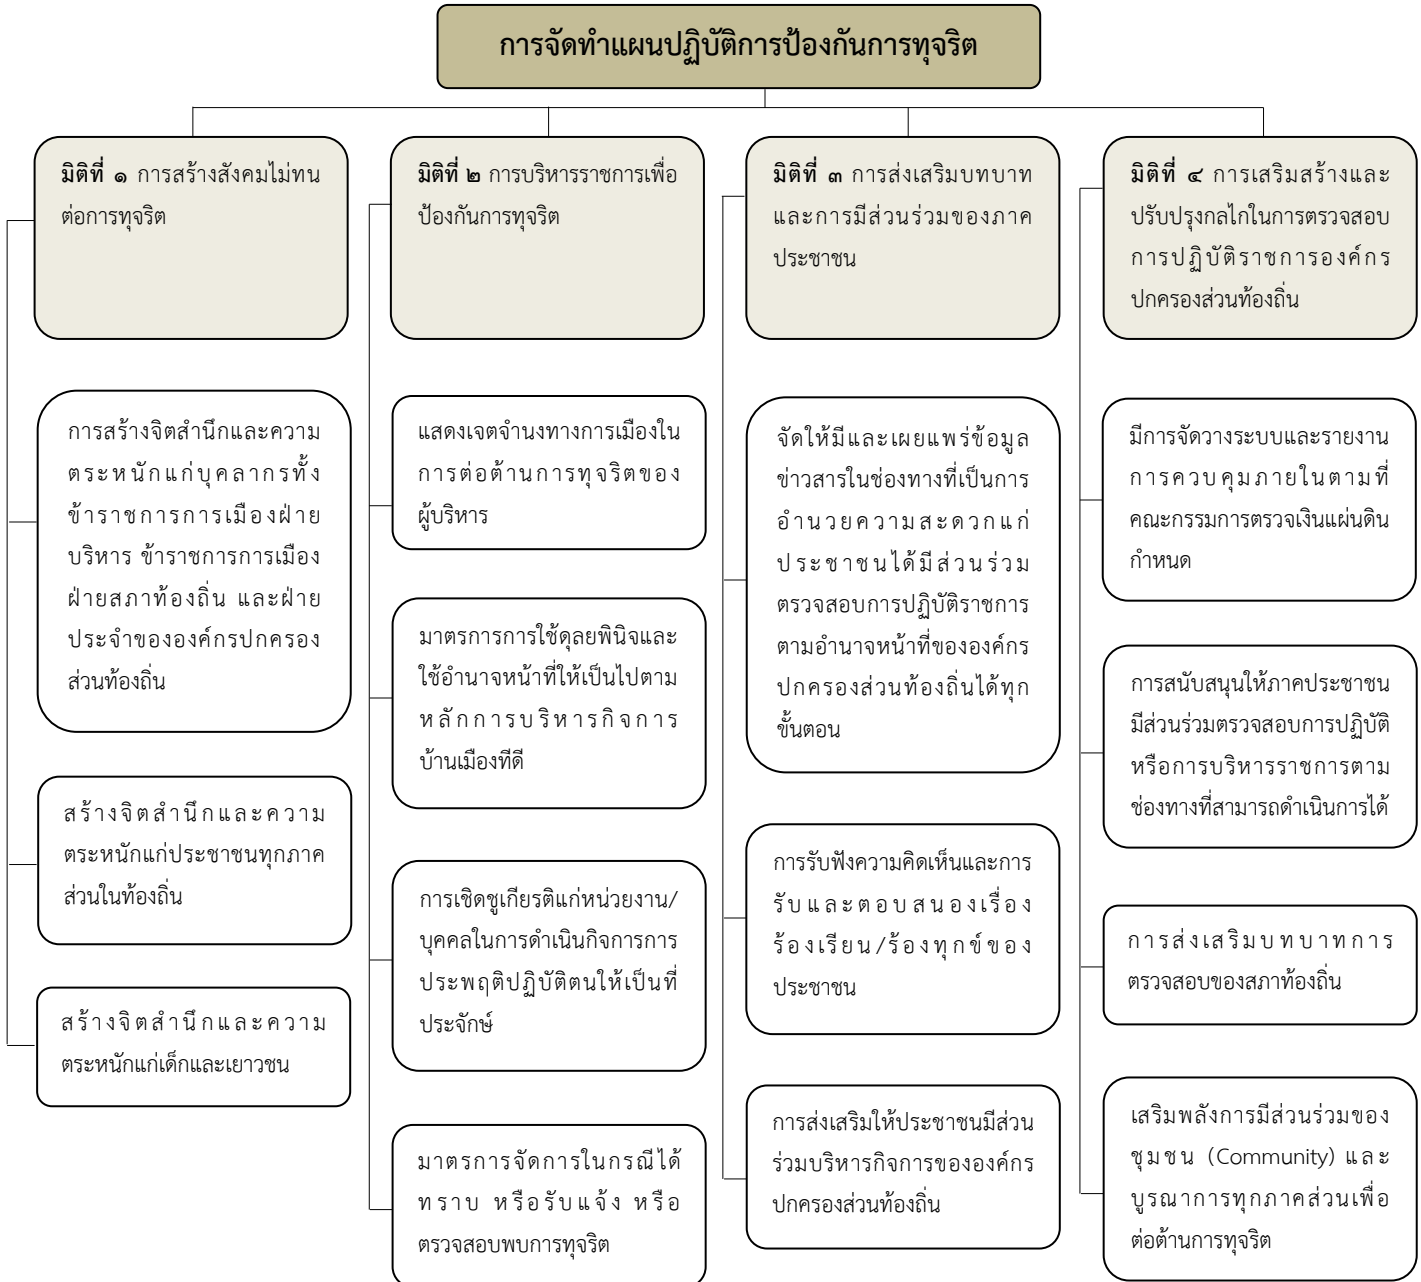 การจัดทำแผนปฏิบัติการป้องกันการทุจริต
มิติที่ ๑ การสร้างสังคมไม่ทน
ต่อการทุจริต
การสร้างจิตสำนึกและความ
ตระหนักแก่บุคลากรทั้ง
ข้าราชการการเมืองฝ่าย
บริหาร ข้าราชการการเมือง
ฝ่ายสภาท้องถิ่น และฝ่าย
ประจำขององค์กรปกครอง
ส่วนท้องถิ่น
สร้างจิตสำนึกและความ
ตระหนักแก่ประชาชนทุกภาค
ส่วนในท้องถิ่น
สร้างจิตสำนึกและความ
ตระหนักแก่เด็กและเยาวชน
มิติที่ ๒ การบริหารราชการเพื่อ
ป้องกันการทุจริต
แสดงเจตจำนงทางการเมืองใน
การต่อต้านการทุจริตของ
ผู้บริหาร
มาตรการการใช้ดุลยพินิจและ
ใช้อำนาจหน้าที่ให้เป็นไปตาม
หลักการบริหารกิจการ
บ้านเมืองทีดี
การเชิดชูเกียรติแก่หน่วยงาน/
บุคคลในการดำเนินกิจการการ
ประพฤติปฏิบัติตนให้เป็นที่
ประจักษ์
มาตรการจัดการในกรณีได้
ทราบ หรือรับแจ้ง หรือ
ตรวจสอบพบการทุจริต
มิติที่ ๓ การส่งเสริมบทบาท
และการมีส่วนร่วมของภาค
ประชาชน
จัดให้มีและเผยแพร่ข้อมูล
ข่าวสารในช่องทางที่เป็นการ
อำนวยความสะดวกแก่
ประชาชนได้มีส่วนร่วม
ตรวจสอบการปฏิบัติราชการ
ตามอำนาจหน้าที่ขององค์กร
ปกครองส่วนท้องถิ่นได้ทุก
ขั้นตอน
การรับฟังความคิดเห็นและการ
รับและตอบสนองเรื่อง
ร้องเรียน/ร้องทุกข์ของ
ประชาชน
การส่งเสริมให้ประชาชนมีส่วน
ร่วมบริหารกิจการขององค์กร
ปกครองส่วนท้องถิ่น
มิติที่ ๔ การเสริมสร้างและ
ปรับปรุงกลไกในการตรวจสอบ
การปฏิบัติราชการองค์กร
ปกครองส่วนท้องถิ่น
มีการจัดวางระบบและรายงาน
การควบคุมภายในตามที่
คณะกรรมการตรวจเงินแผ่นดิน
กำหนด
การสนับสนุนให้ภาคประชาชน
มีส่วนร่วมตรวจสอบการปฏิบัติ
หรือการบริหารราชการตาม
ช่องทางที่สามารถดำเนินการได้
การส่งเสริมบทบาทการ
ตรวจสอบของสภาท้องถิ่น
เสริมพลังการมีส่วนร่วมของ
ชุมชน (Community) และ
บูรณาการทุกภาคส่วนเพื่อ
ต่อต้านการทุจริต